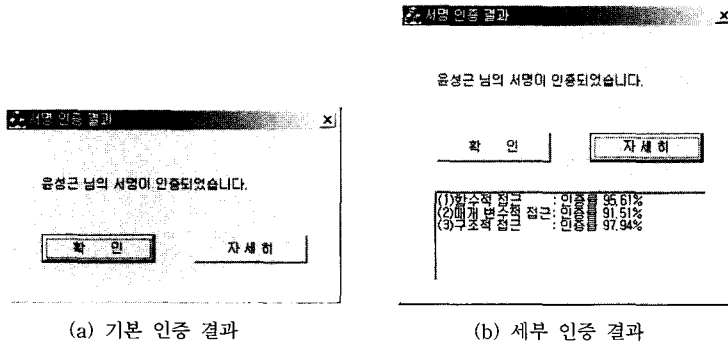 서명 인증 결과
윤성근 님의 서명이 인증되었습니다.
확 인
자세히
(a) 기본 인증 결과
서명 인증 결과
윤성근 님의 서명이 인증되었습니다.
확 인
자세히
(1)함수적 접근 : 인증률 95.61%
(2)매개 변수적 접근: 인증률 91.51%
(3)구조적 접근 : 인증률 97.94%
(b) 세부 인증 결과